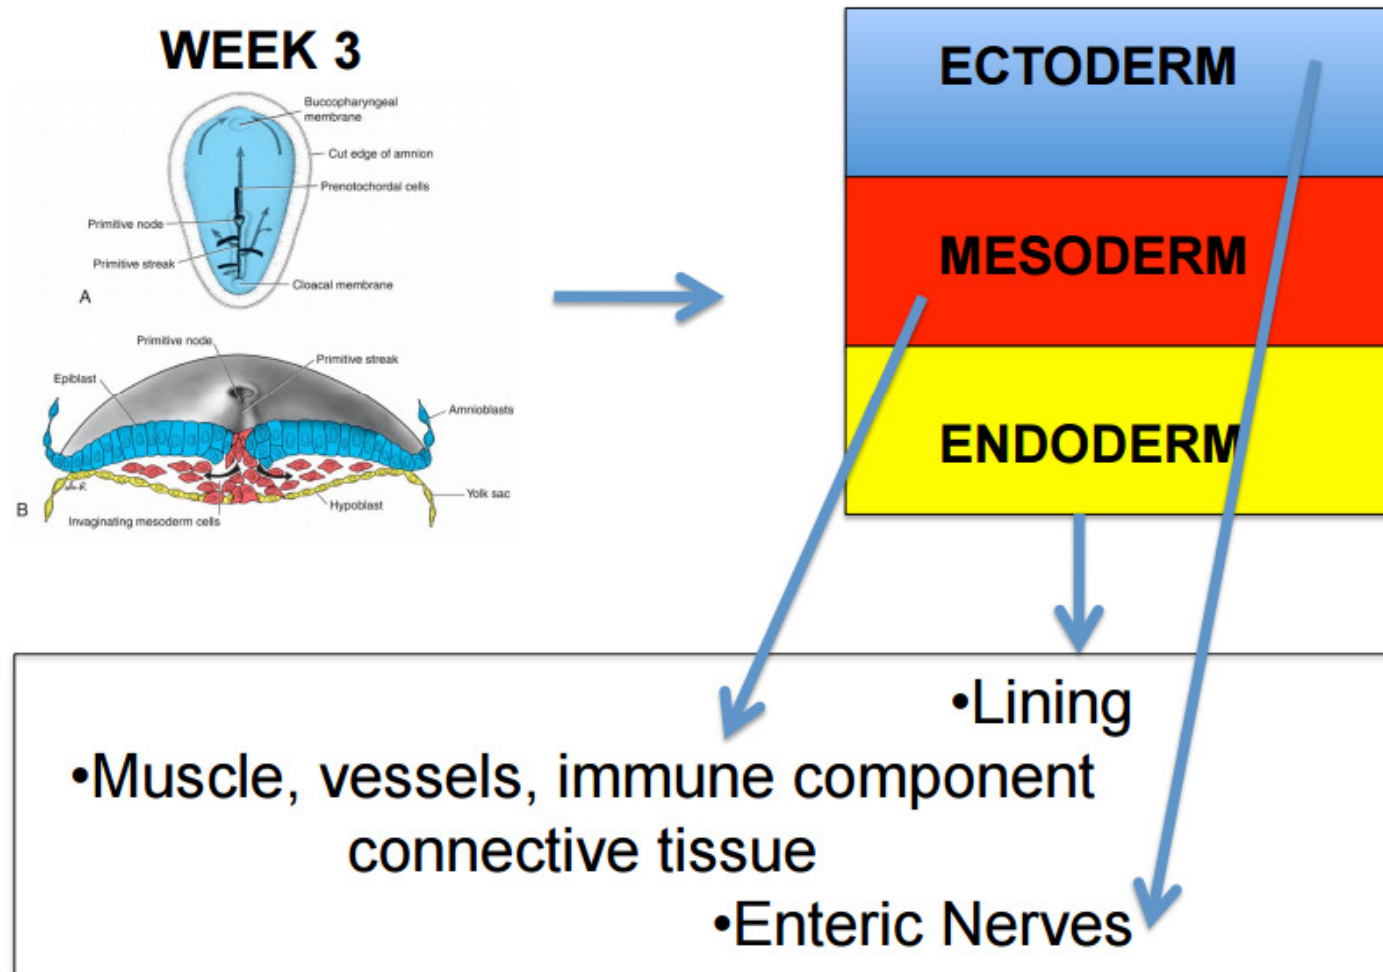 WEEK 3
Buccopharyngeal
membrane
Cut edge of amnion
Prenotochordal cells
Primitive node
Primitive streak
Cloacal membrane
A
Primitive node
Primitive streak
Epiblast
Amnioblasts
Yolk sac
Hypoblast
Invaginating mesoderm cells
B
ECTODERM
MESODERM
ENDODERM
•Lining
•Muscle, vessels, immune component
connective tissue
•Enteric Nerves